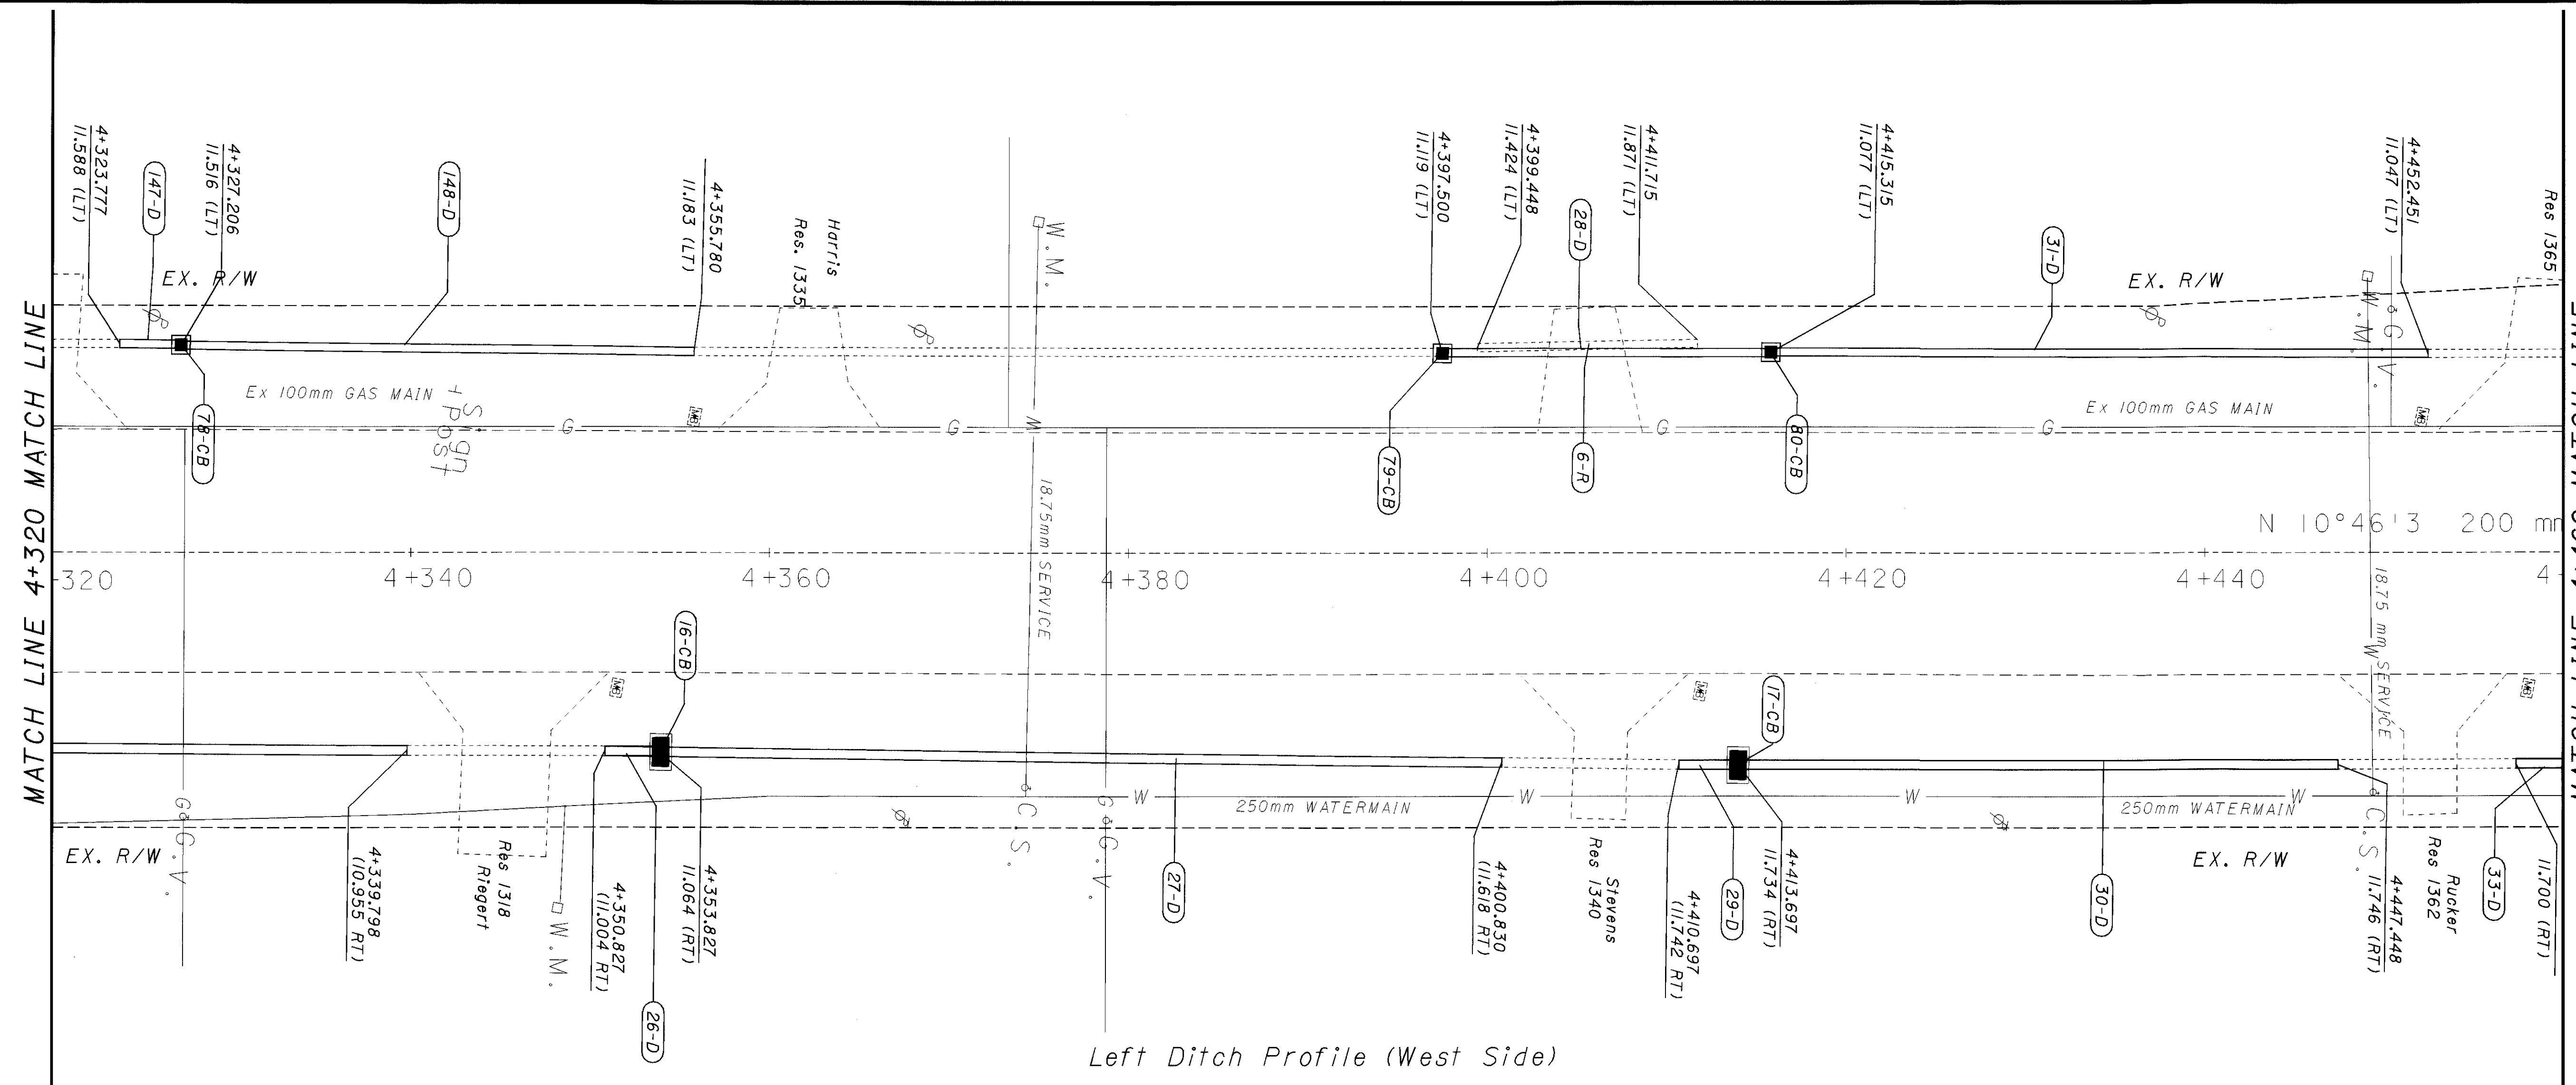 MATCH LINE 4+320 MATCH LINE
4+323.777
11.588 (LT)
147-D
4+327.206
11.516 (LT)
148-D
4+355.780
11.183 (LT)
Harris
Res. 1335
W.M.
4+397.500
11.119 (LT)
4+399.448
11.424 (LT)
28-D
4+411.715
11.871 (LT)
4+415.315
11.077 (LT)
31-D
4+452.451
11.047 (LT)
Res 1365
EX. R/W
EX. R/W
W.M.
G.V.
Ex 100mm GAS MAIN
Sign
Post
78-CB
MB
G
G
W
79-CB
6-R
G
80-CB
Ex 100mm GAS MAIN
G
MB
18.75mm SERVICE
N 10°46'3
200 mm
320
4+340
4+360
4+380
4+400
4+420
4+440
4
18.75 mm SERVICE
W
16-CB
MB
17-CB
MB
MB
G
G.V.
C.S.
G
G.V.
W
250mm WATERMAIN
W
W
250mm WATERMAIN
W
C.S.
EX. R/W
EX. R/W
4+339.798
(10.955 RT)
Res 1318
Riegert
W.M.
4+350.827
(11.004 RT)
26-D
4+353.827
11.064 (RT)
27-D
4+400.830
(11.618 RT)
Stevens
Res 1340
4+410.697
(11.742 RT)
29-D
4+413.697
11.734 (RT)
30-D
4+447.448
11.746 (RT)
Rucker
Res 1362
33-D
11.700 (RT)
Left Ditch Profile (West Side)